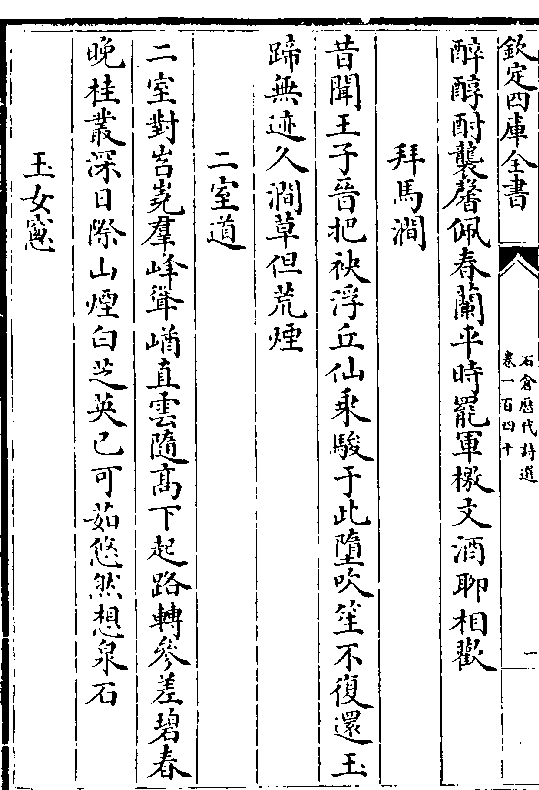 欽定四庫全書
石倉歷代詩選
卷一百四十
一
醉醇酎襲馨佩春蘭平時罷軍檄文酒聊相歡
拜馬澗
昔聞王子晉把袂浮丘仙乘駿于此墮吹笙不復還玉
蹄無迹久澗草但荒煙
二室道
二室對岧嶤羣峰聳崷直雲隨髙下起路轉參差碧春
晚桂叢深日際山煙白芝英已可茹悠然想泉石
玉女窻